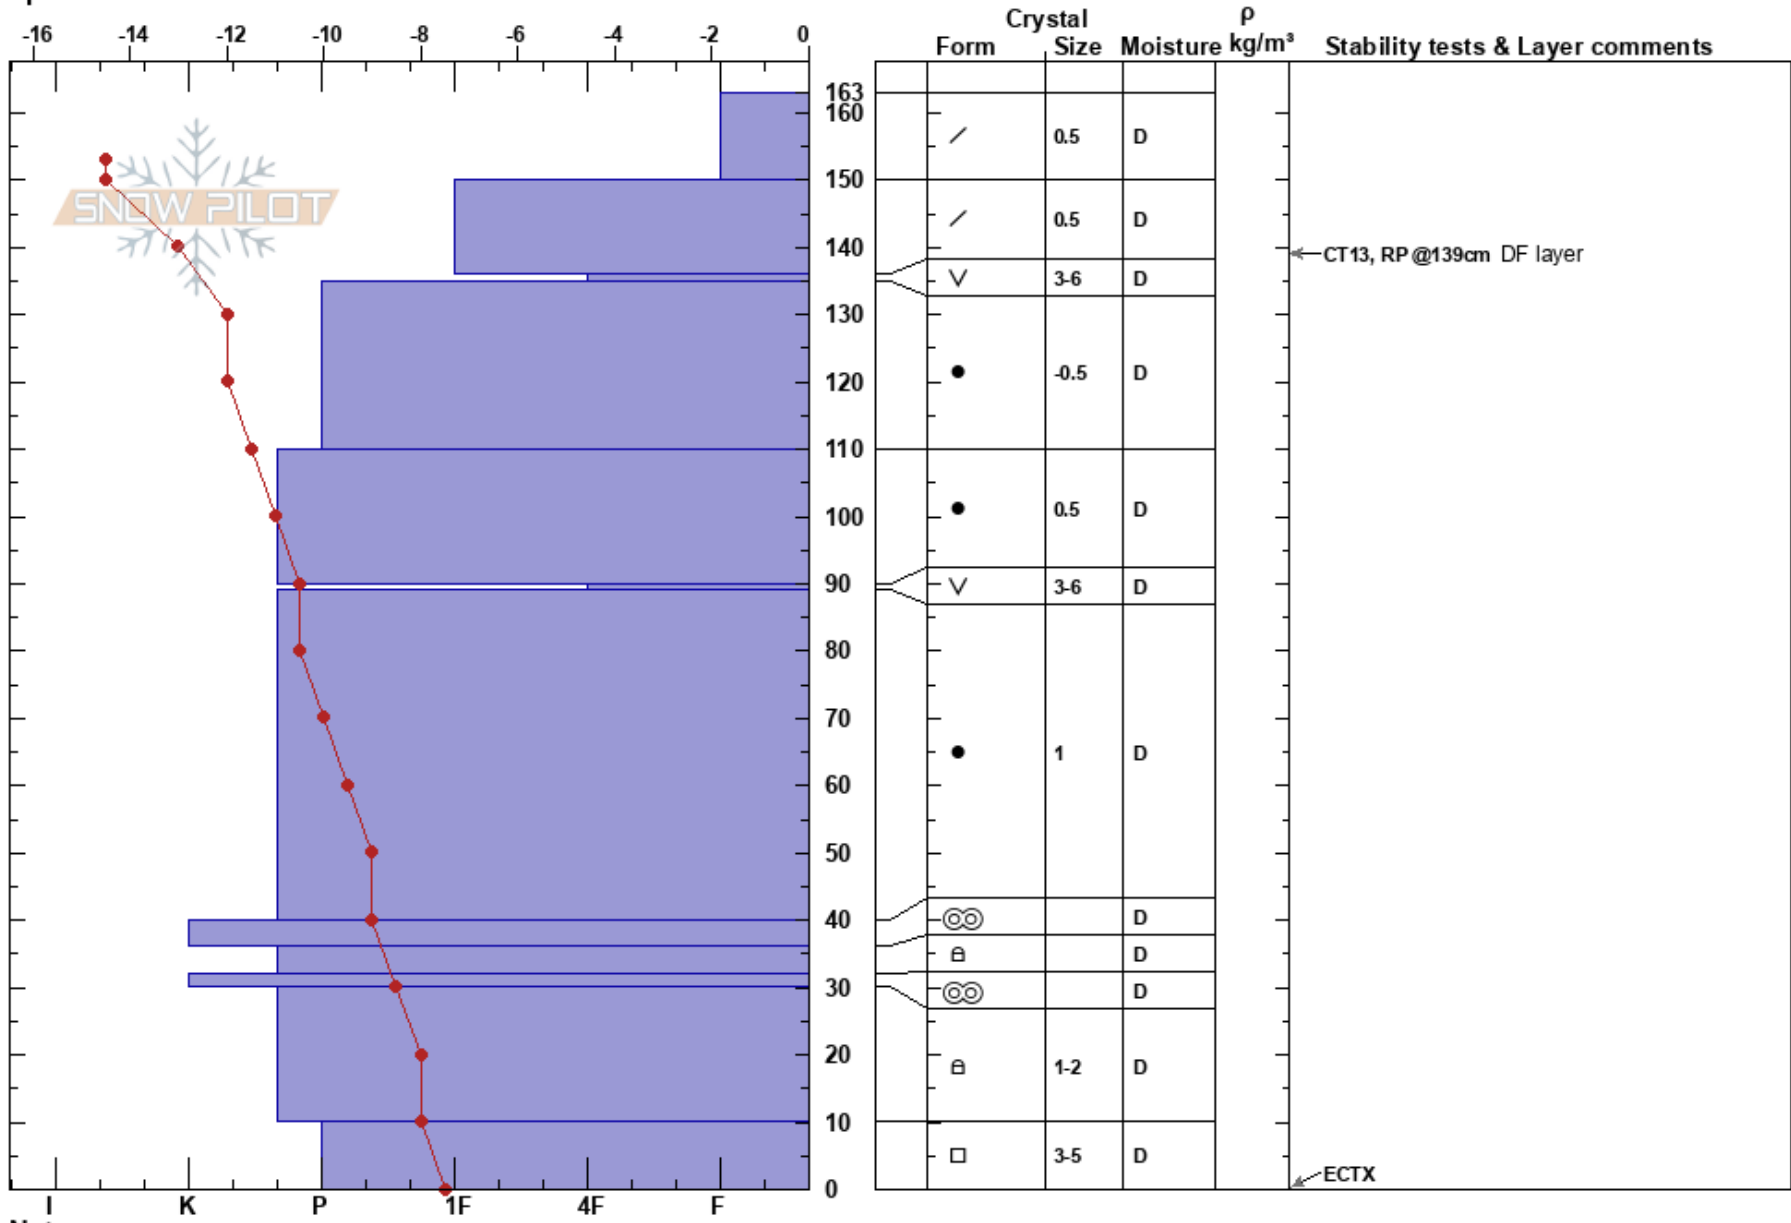 Crystal ρ
-16 -14 -12 -10 -8 -6 -4 -2 0 Form Size Moisture kg/m³ Stability tests & Layer comments
163
160
0.5 D
150
SNOW PILOT 0.5 D
140 CT13, RP @139cm DF layer
3-6 D
130
-0.5 D
120
110
0.5 D
100
90 3-6 D
80
70
1 D
60
50
40 D
D
30 D
20
1-2 D
10
3-5 D
0 ECTX
I K P 1F 4F F